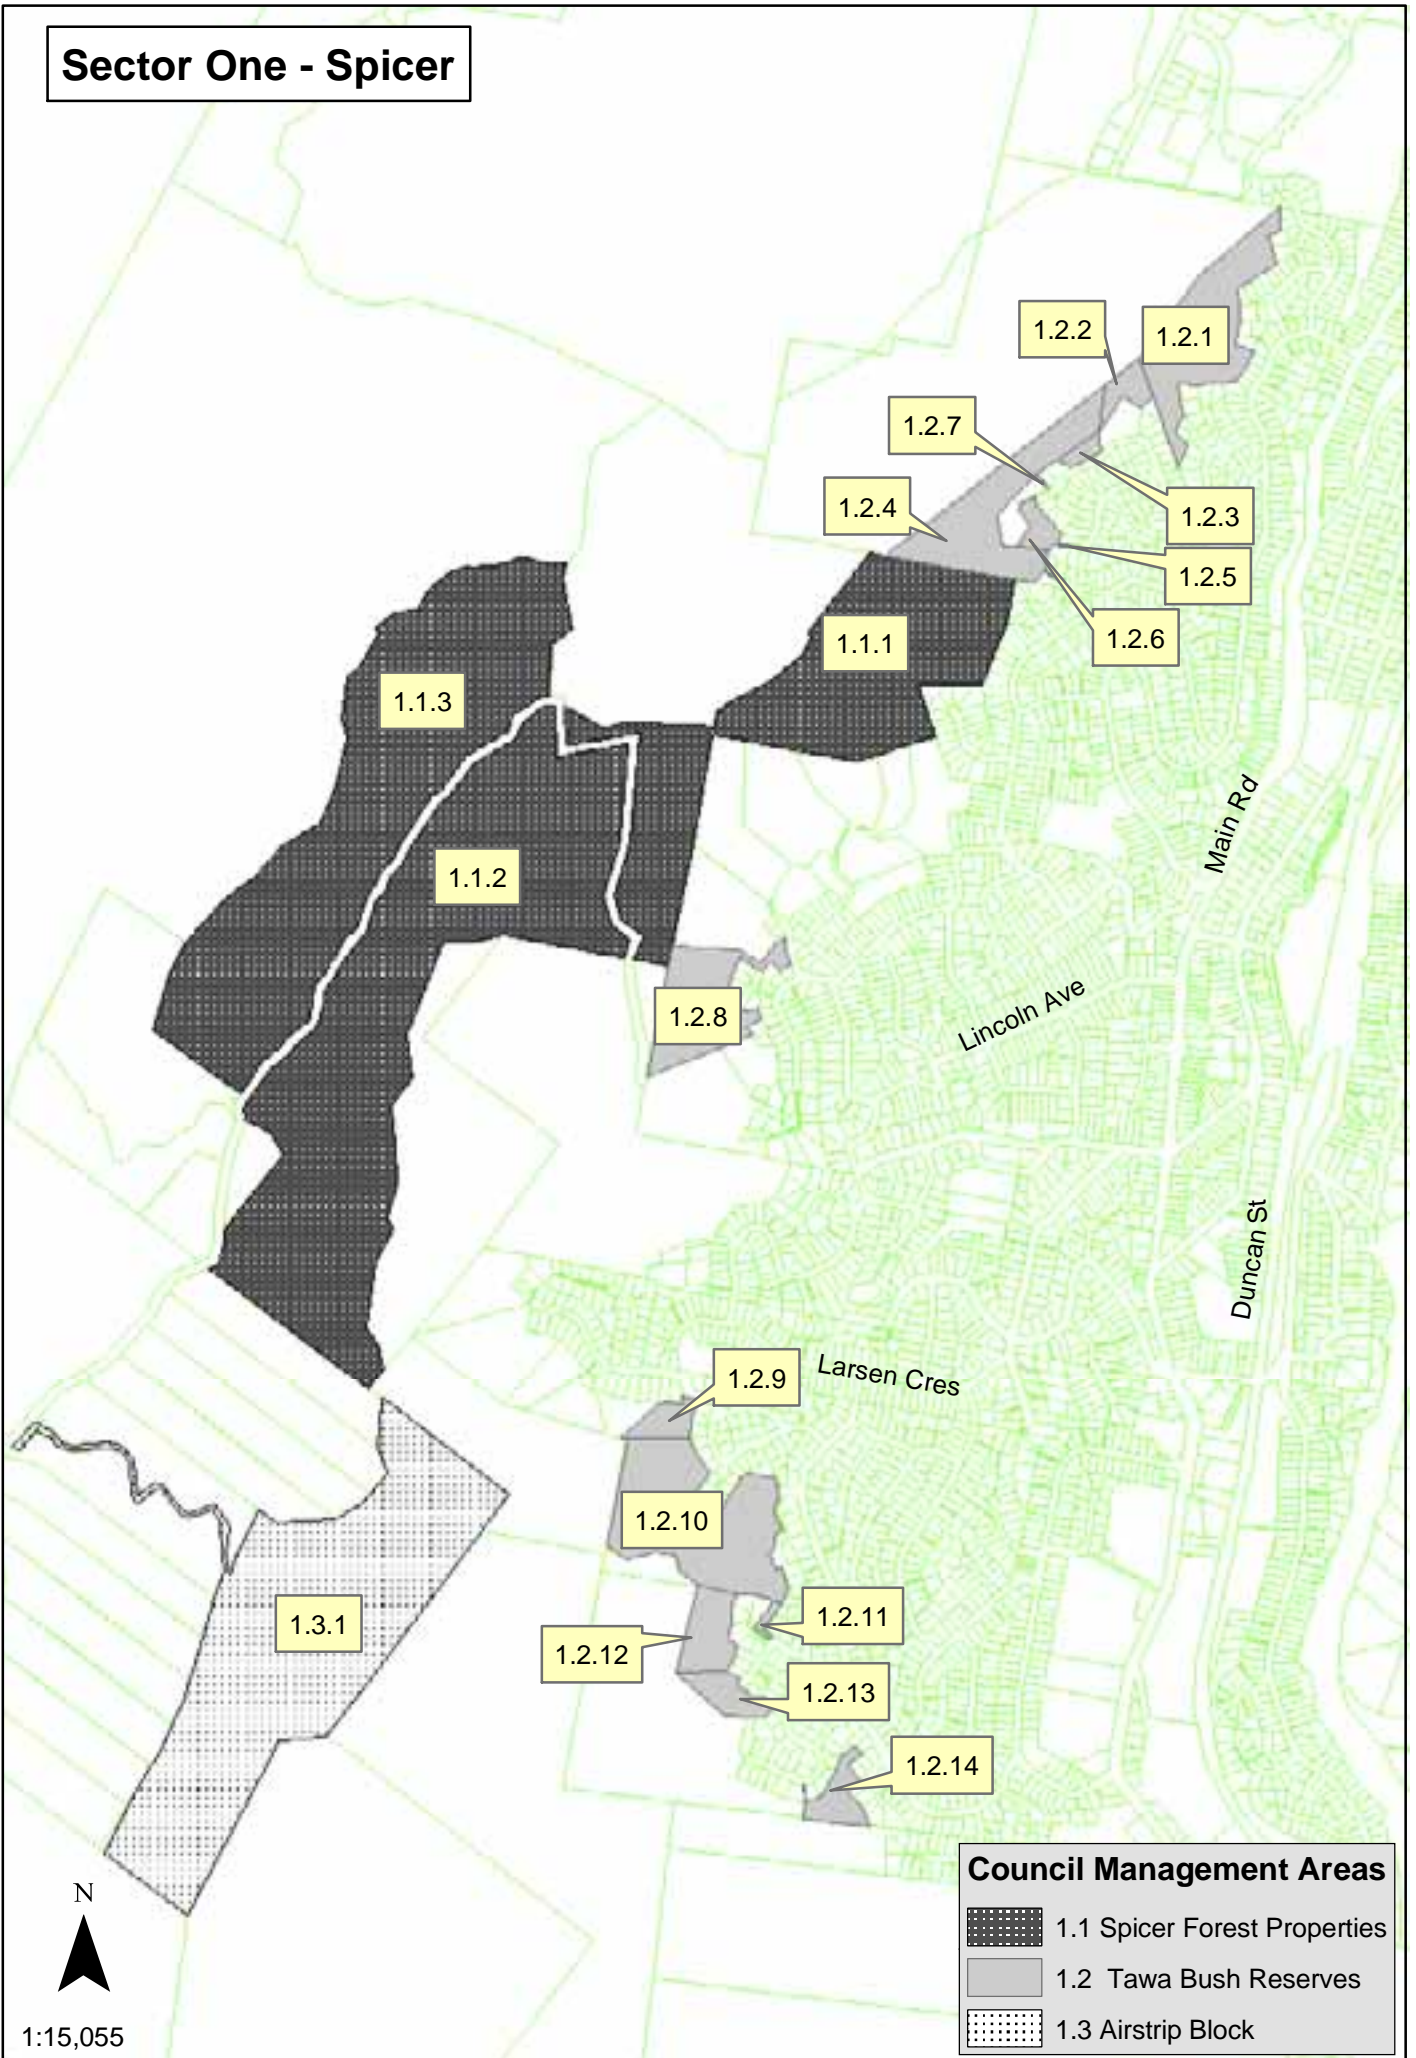 Sector One - Spicer
1.2.2
1.2.1
1.2.7
1.2.4
1.2.3
1.2.5
1.2.6
1.1.1
1.1.3
Main Rd
1.1.2
Lincoln Ave
1.2.8
Duncan St
1.2.9
Larsen Cres
1.2.10
1.3.1
1.2.11
1.2.12
1.2.13
1.2.14
Council Management Areas
N
1.1 Spicer Forest Properties
1.2 Tawa Bush Reserves
1.3 Airstrip Block
1:15,055